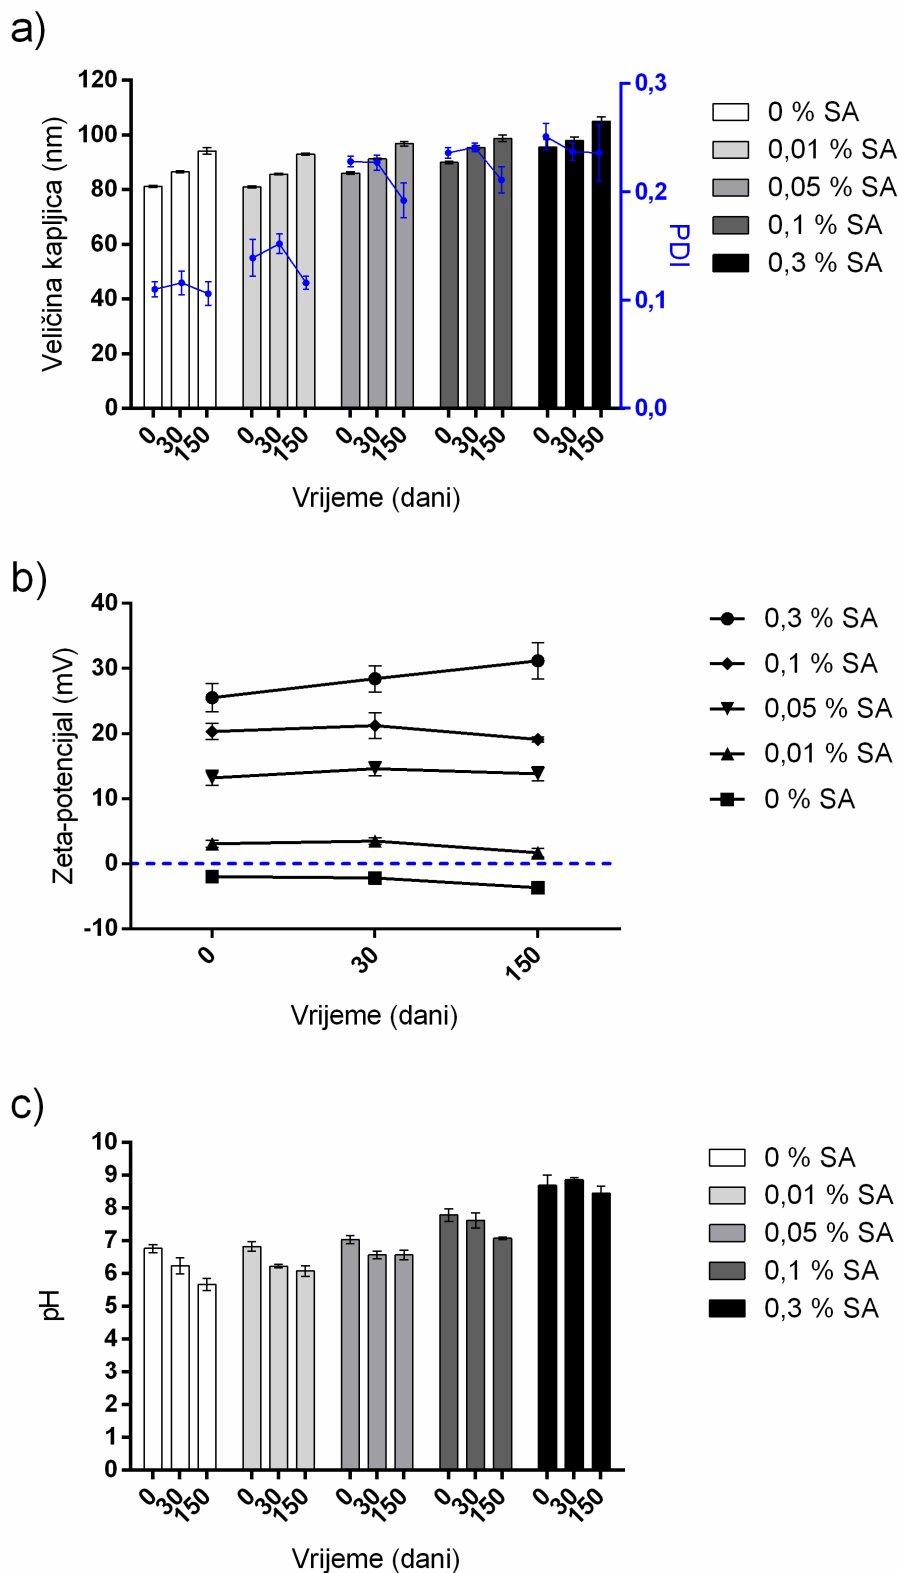 a)
120
100
80
60
40
20
0
Veličina kapljica (nm)
0,3
0,2
0,1
0,0
PDI
0 30 150 0 30 150 0 30 150 0 30 150 0 30 150
Vrijeme (dani)
0 % SA
0,01 % SA
0,05 % SA
0,1 % SA
0,3 % SA
b)
40
30
20
10
0
-10
Zeta-potencijal (mV)
0 30 150
Vrijeme (dani)
0,3 % SA
0,1 % SA
0,05 % SA
0,01 % SA
0 % SA
c)
10
9
8
7
6
5
4
3
2
1
0
pH
0 30 150 0 30 150 0 30 150 0 30 150 0 30 150
Vrijeme (dani)
0 % SA
0,01 % SA
0,05 % SA
0,1 % SA
0,3 % SA